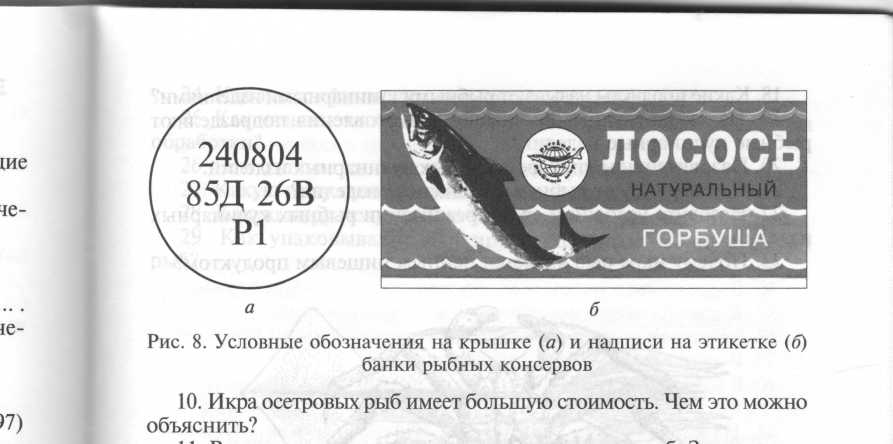 240804
85Д 26В
Р1
ЛОСОСЬ
НАТУРАЛЬНЫЙ
ГОРБУША
а
б
Рис. 8. Условные обозначения на крышке (а) и надписи на этикетке (б)
банки рыбных консервов
10. Икра осетровых рыб имеет большую стоимость. Чем это можно
объяснить?
97)